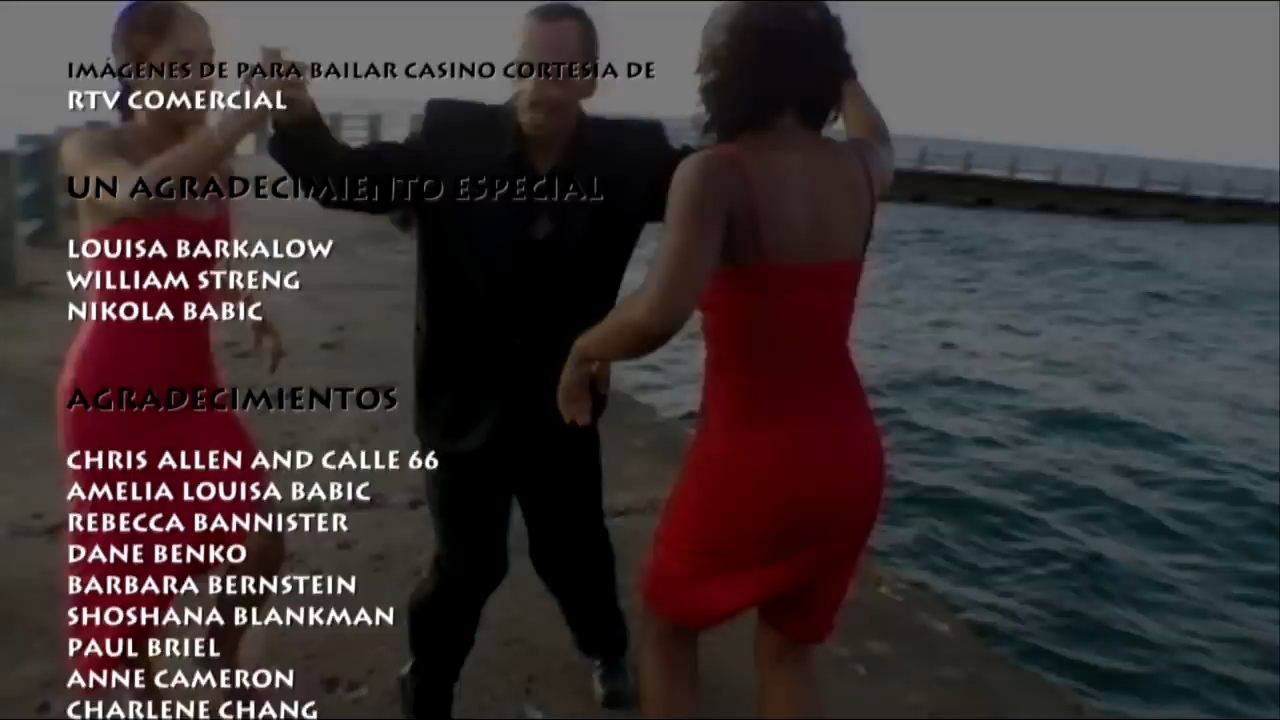 IMÁGENES DE PARA BAILAR CASINO CORTESÍA DE
RTV COMERCIAL
UN AGRADECIMIENTO ESPECIAL
LOUISA BARKALOW
WILLIAM STRENG
NIKOLA BABIC
AGRADECIMIENTOS
CHRIS ALLEN AND CALLE 66
AMELIA LOUISA BABIC
REBECCA BANNISTER
DANE BENKO
BARBARA BERNSTEIN
SHOSHANA BLANKMAN
PAUL BRIEL
ANNE CAMERON
CHARLENE CHANG